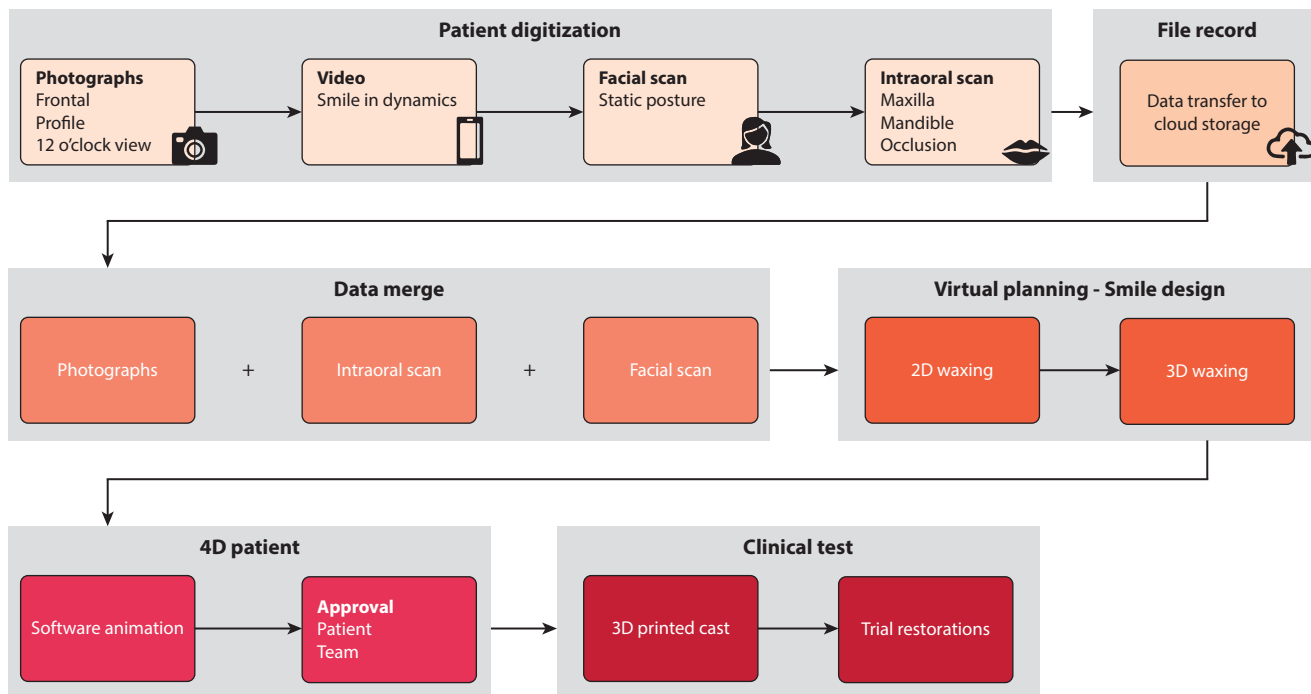 Patient digitization
Photographs
Frontal
Profile
12 o'clock view
Video
Smile in dynamics
Facial scan
Static posture
Intraoral scan
Maxilla
Mandible
Occlusion
File record
Data transfer to
cloud storage
Data merge
Photographs
+
Intraoral scan
+
Facial scan
Virtual planning - Smile design
2D waxing
3D waxing
4D patient
Software animation
Approval
Patient
Team
Clinical test
3D printed cast
Trial restorations